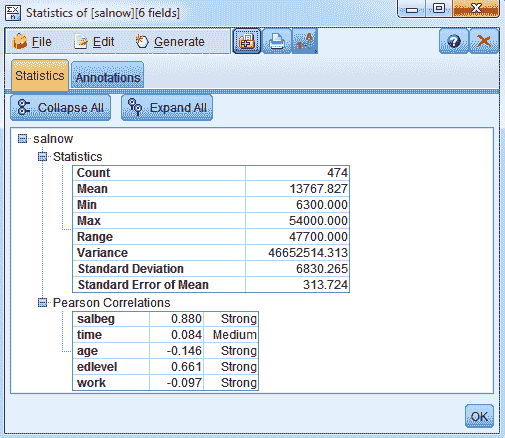 Statistics of [salnow][6 fields]
File Edit Generate
Statistics Annotations
Collapse All Expand All
salnow
Statistics
Count 474
Mean 13767.827
Min 6300.000
Max 54000.000
Range 47700.000
Variance 46652514.313
Standard Deviation 6830.265
Standard Error of Mean 313.724
Pearson Correlations
salbeg 0.880 Strong
time 0.084 Medium
age -0.146 Strong
edlevel 0.661 Strong
work -0.097 Strong
OK